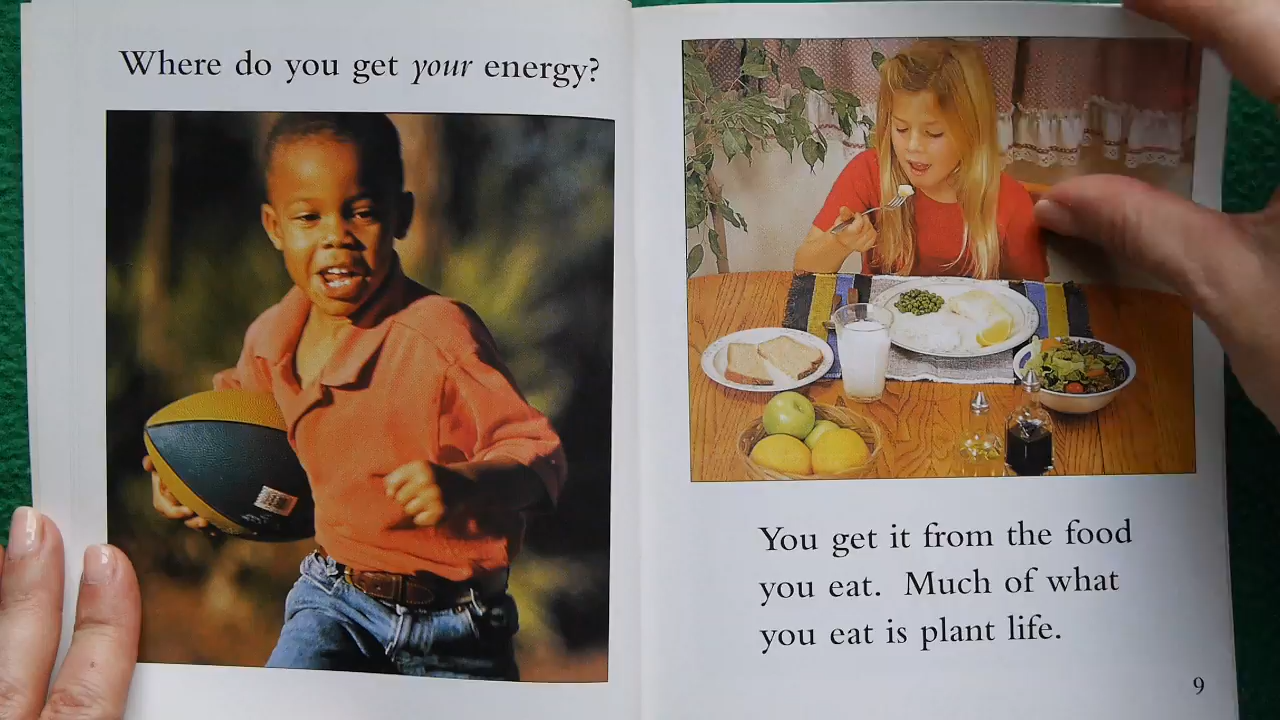 Where do you get your energy?
You get it from the food
you eat. Much of what
you eat is plant life.
9